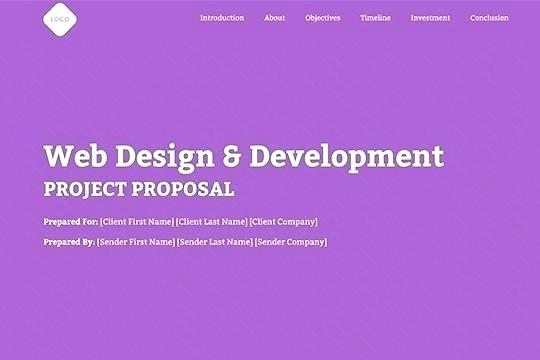 LOGO
Introduction About Objectives Timeline Investment Conclusion
Web Design & Development
PROJECT PROPOSAL
Prepared For: [Client First Name] [Client Last Name] [Client Company]
Prepared By: [Sender First Name] [Sender Last Name] [Sender Company]